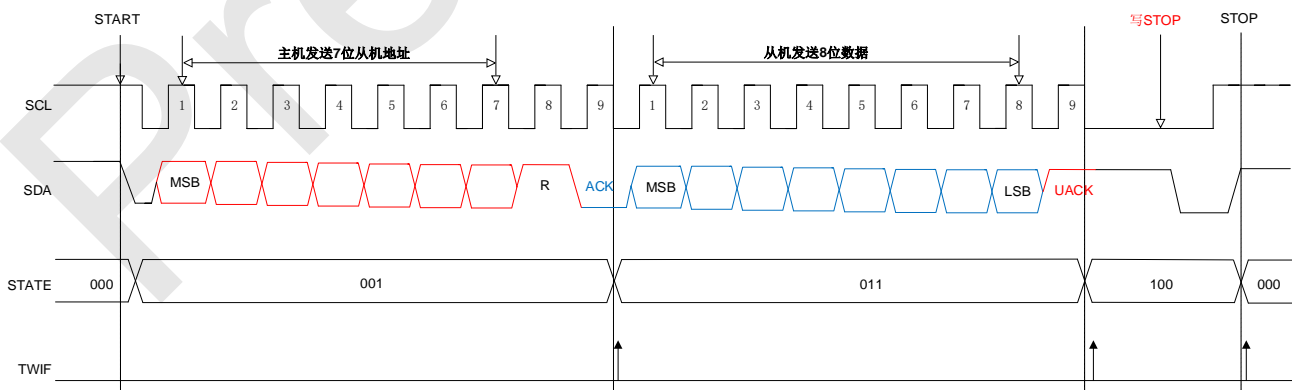 START
写STOP
STOP
主机发送7位从机地址
从机发送8位数据
SCL
1 2 3 4 5 6 7 8 9 1 2 3 4 5 6 7 8 9
SDA
MSB R ACK MSB LSB UACK
STATE
000 001 011 100 000
TWIF
Pre